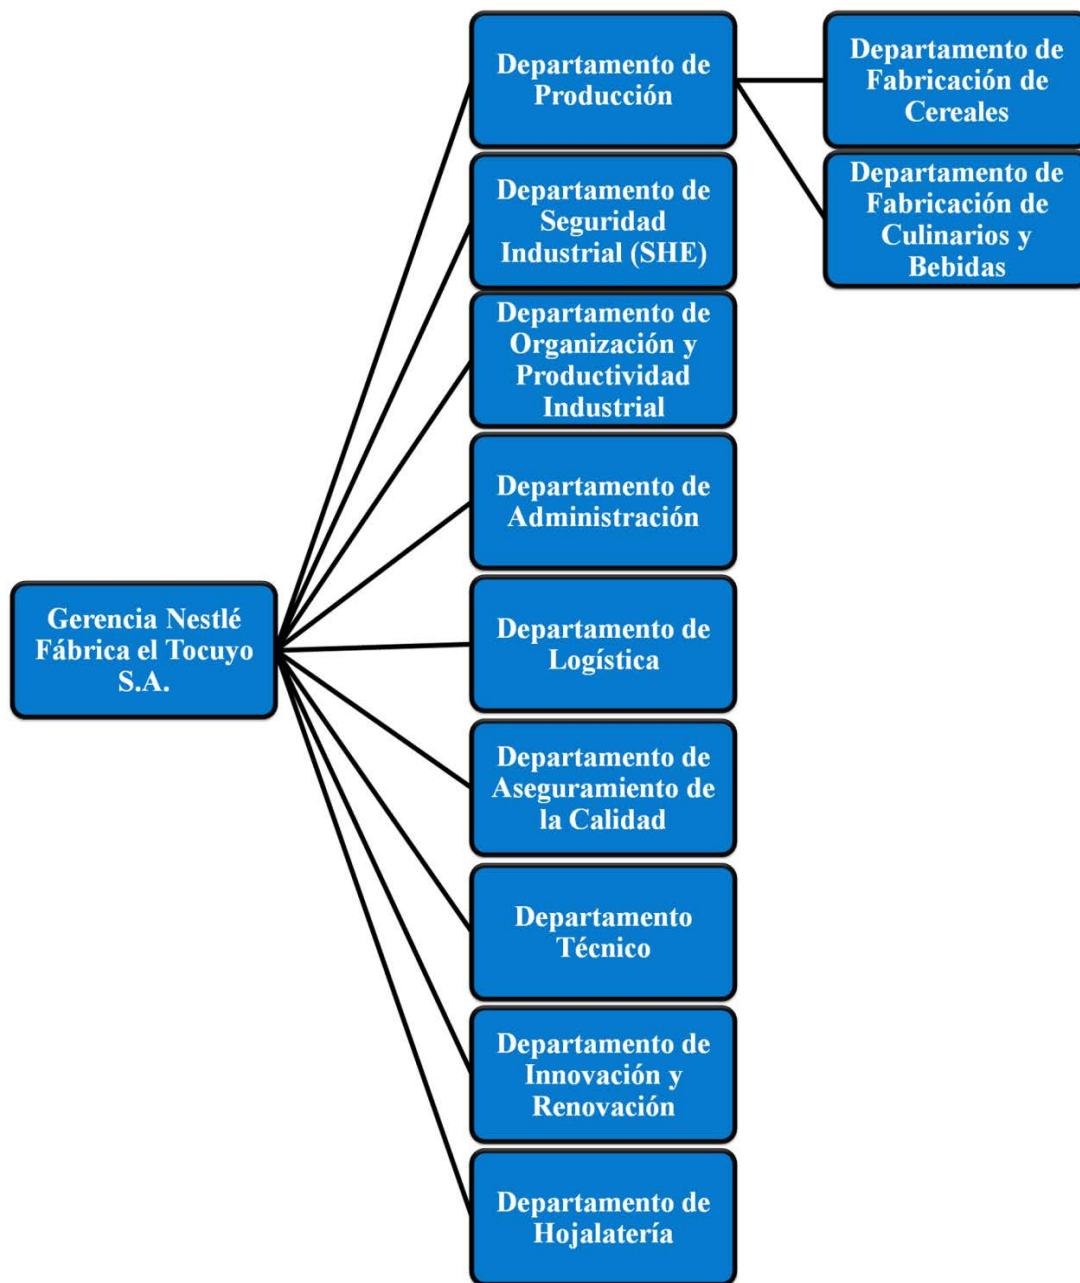 Departamento de
Producción
Departamento de
Fabricación de
Cereales
Departamento de
Seguridad
Industrial (SHE)
Departamento de
Fabricación de
Culinarios y
Bebidas
Departamento de
Organización y
Productividad
Industrial
Departamento de
Administración
Gerencia Nestlé
Fábrica el Tocuyo
S.A.
Departamento de
Logística
Departamento de
Aseguramiento de
la Calidad
Departamento
Técnico
Departamento de
Innovación y
Renovación
Departamento de
Hojalatería